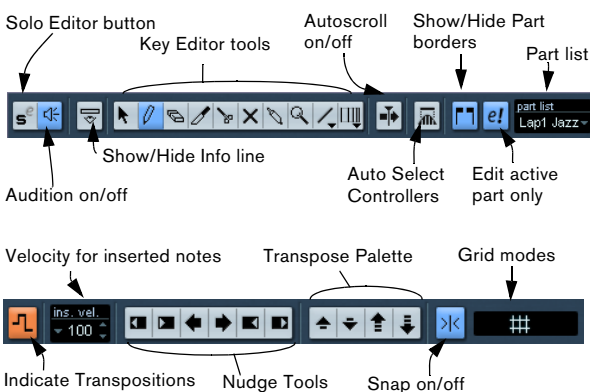 Solo Editor button
Key Editor tools
Autoscroll
on/off
Show/Hide Part
borders
Part list
s e
e!
part list
Lap1 Jazz
Show/Hide Info line
Audition on/off
Auto Select
Controllers
Edit active
part only
Velocity for inserted notes
Transpose Palette
Grid modes
ins. vel.
100
Indicate Transpositions
Nudge Tools
Snap on/off